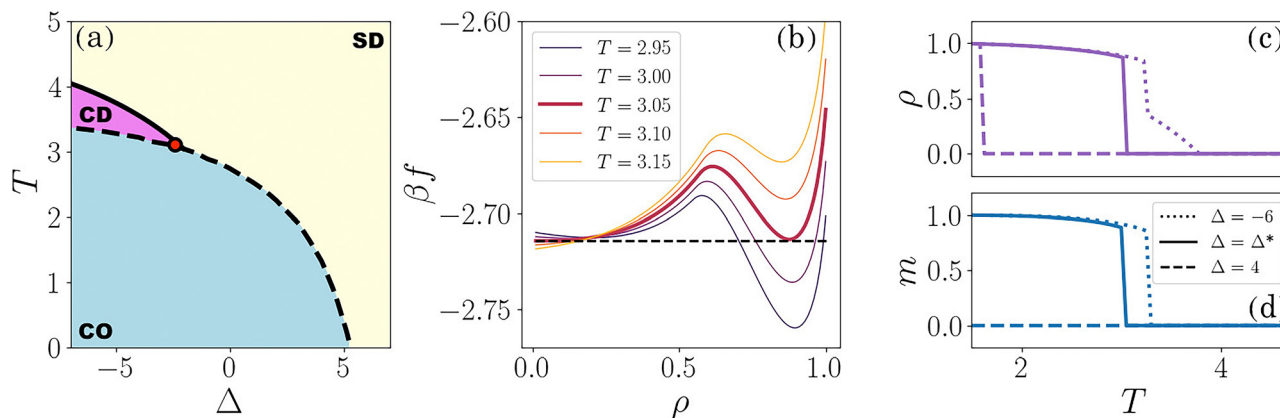 (a)
SD
CD
CO
5
4
3
2
1
0
T
−5
0
5
Δ
(b)
T = 2.95
T = 3.00
T = 3.05
T = 3.10
T = 3.15
−2.60
−2.65
−2.70
−2.75
βf
0.0
0.5
1.0
ρ
(c)
1.0
0.5
0.0
ρ
1.0
0.5
0.0
m
Δ = −6
Δ = Δ*
Δ = 4
(d)
2
4
T